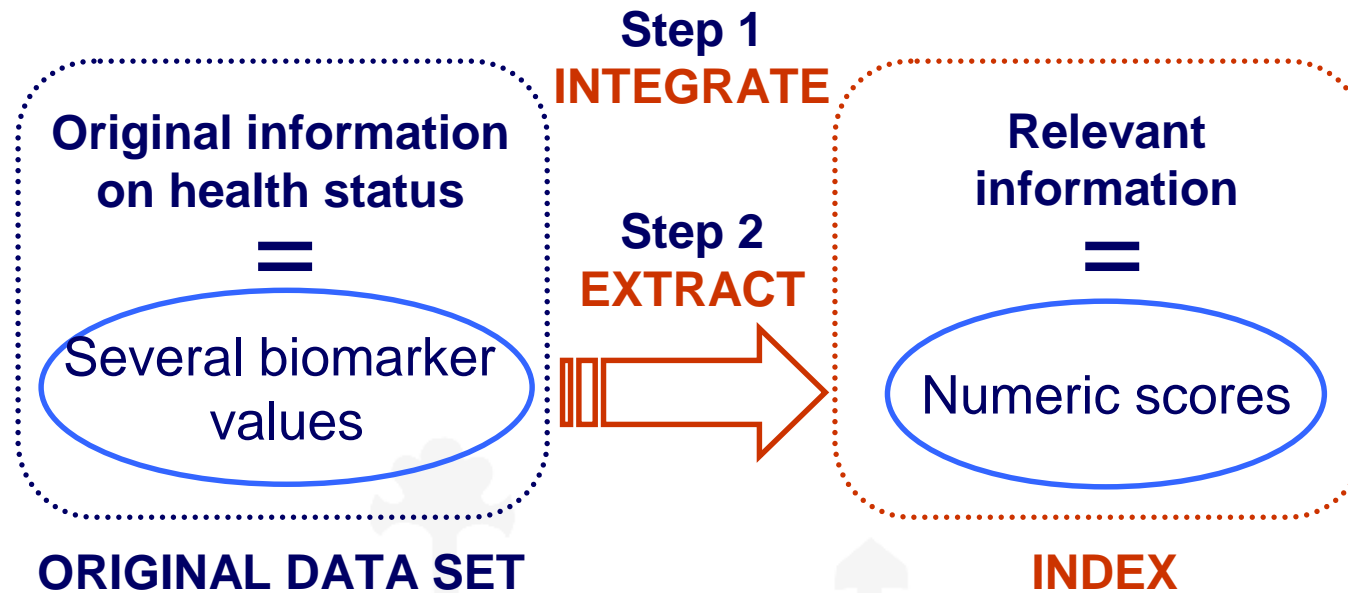 Step 1
INTEGRATE
Original information
on health status
=
Several biomarker
values
ORIGINAL DATA SET
Step 2
EXTRACT
Relevant
information
=
Numeric scores
INDEX